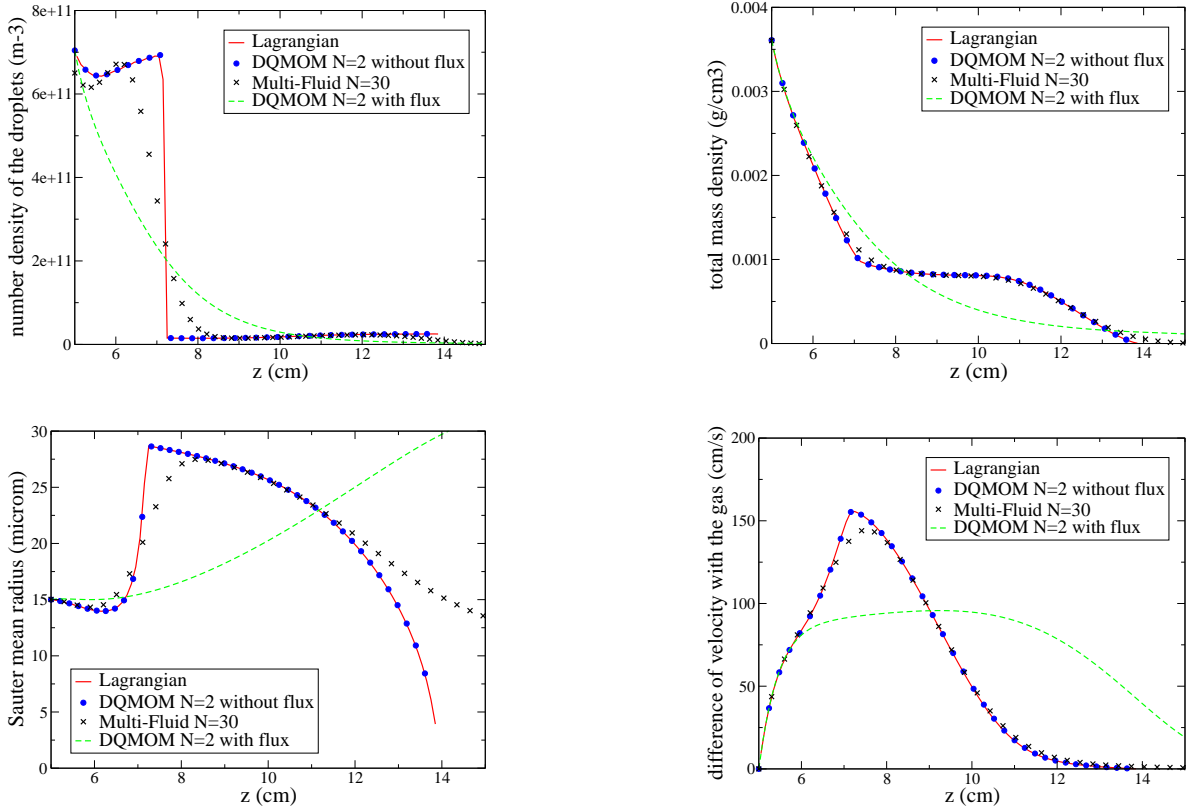 number density of the droplets (m-3)
8e+11
6e+11
4e+11
2e+11
0
6
8
10
12
14
z (cm)
Lagrangian
DQMOM N=2 without flux
Multi-Fluid N=30
DQMOM N=2 with flux
total mass density (g/cm3)
0.004
0.003
0.002
0.001
0
6
8
10
12
14
z (cm)
Lagrangian
DQMOM N=2 without flux
Multi-Fluid N=30
DQMOM N=2 with flux
Sauter mean radius (microm)
30
25
20
15
10
5
0
6
8
10
12
14
z (cm)
Lagrangian
DQMOM N=2 without flux
Multi-Fluid N=30
DQMOM N=2 with flux
difference of velocity with the gas (cm/s)
200
150
100
50
0
6
8
10
12
14
z (cm)
Lagrangian
DQMOM N=2 without flux
Multi-Fluid N=30
DQMOM N=2 with flux